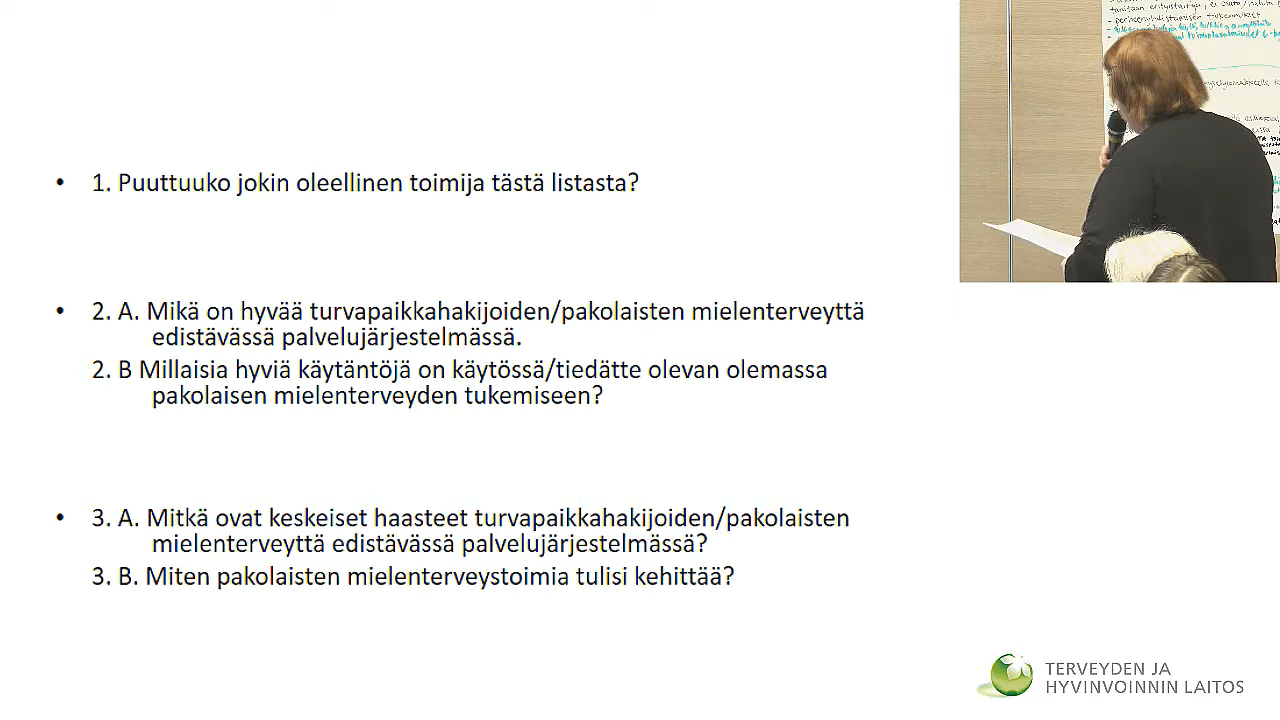 • 1. Puuttuuko jokin oleellinen toimija tästä listasta?
• 2. A. Mikä on hyvää turvapaikkahakijoiden/pakolaisten mielenterveyttä
edistävässä palvelujärjestelmässä.
2. B Millaisia hyviä käytäntöjä on käytössä/tiedätte olevan olemassa
pakolaisen mielenterveyden tukemiseen?
• 3. A. Mitkä ovat keskeiset haasteet turvapaikkahakijoiden/pakolaisten
mielenterveyttä edistävässä palvelujärjestelmässä?
3. B. Miten pakolaisten mielenterveystoimia tulisi kehittää?
- perheenyhdistämisen tiukennukset
TERVEYDEN JA
HYVINVOINNIN LAITOS